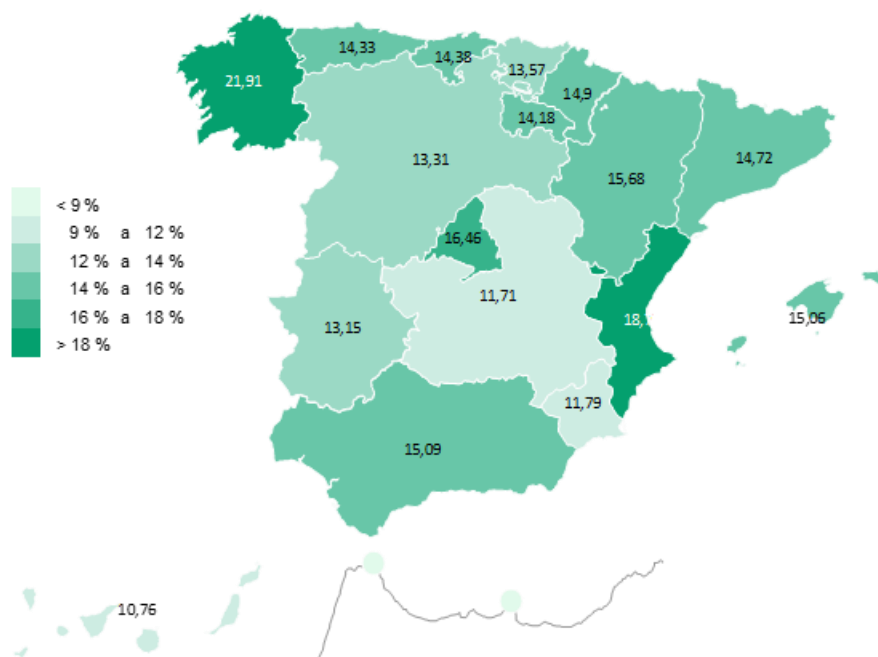 14,33
14,38
13,57
21,91
14,9
14,18
13,31
15,68
14,72
< 9 %
9 % a 12 %
16,46
12 % a 14 %
14 % a 16 %
11,71
16 % a 18 %
18,
15,06
13,15
> 18 %
11,79
15,09
10,76